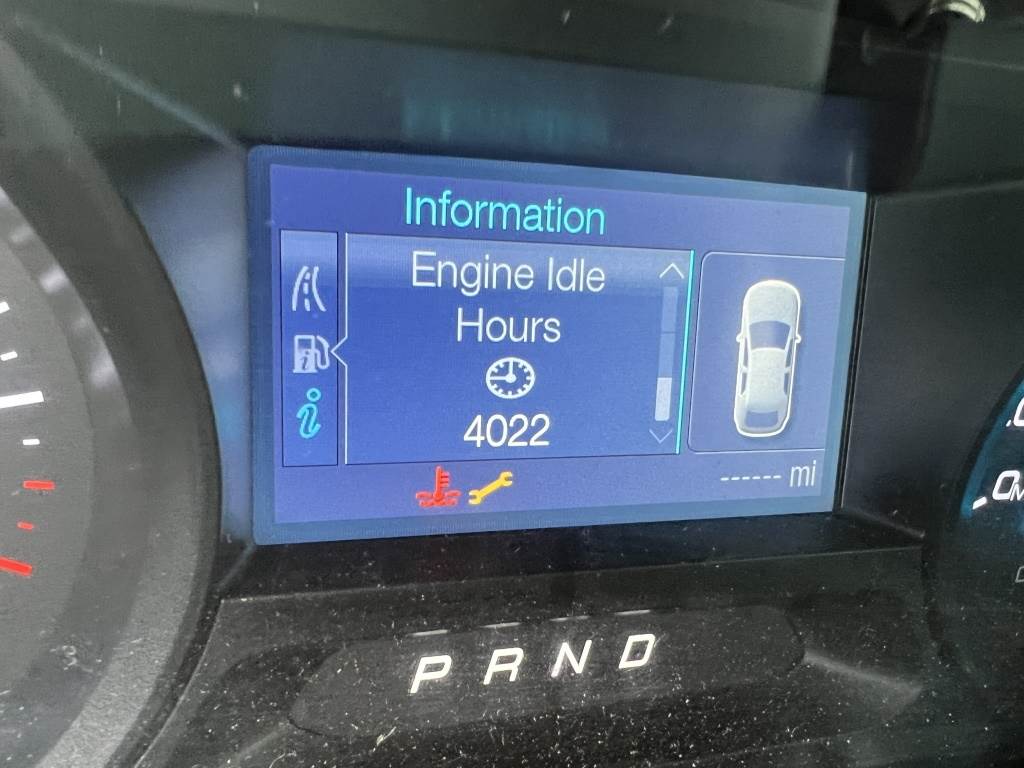 Information
Engine Idle
Hours
4022
------ mi
P R N D